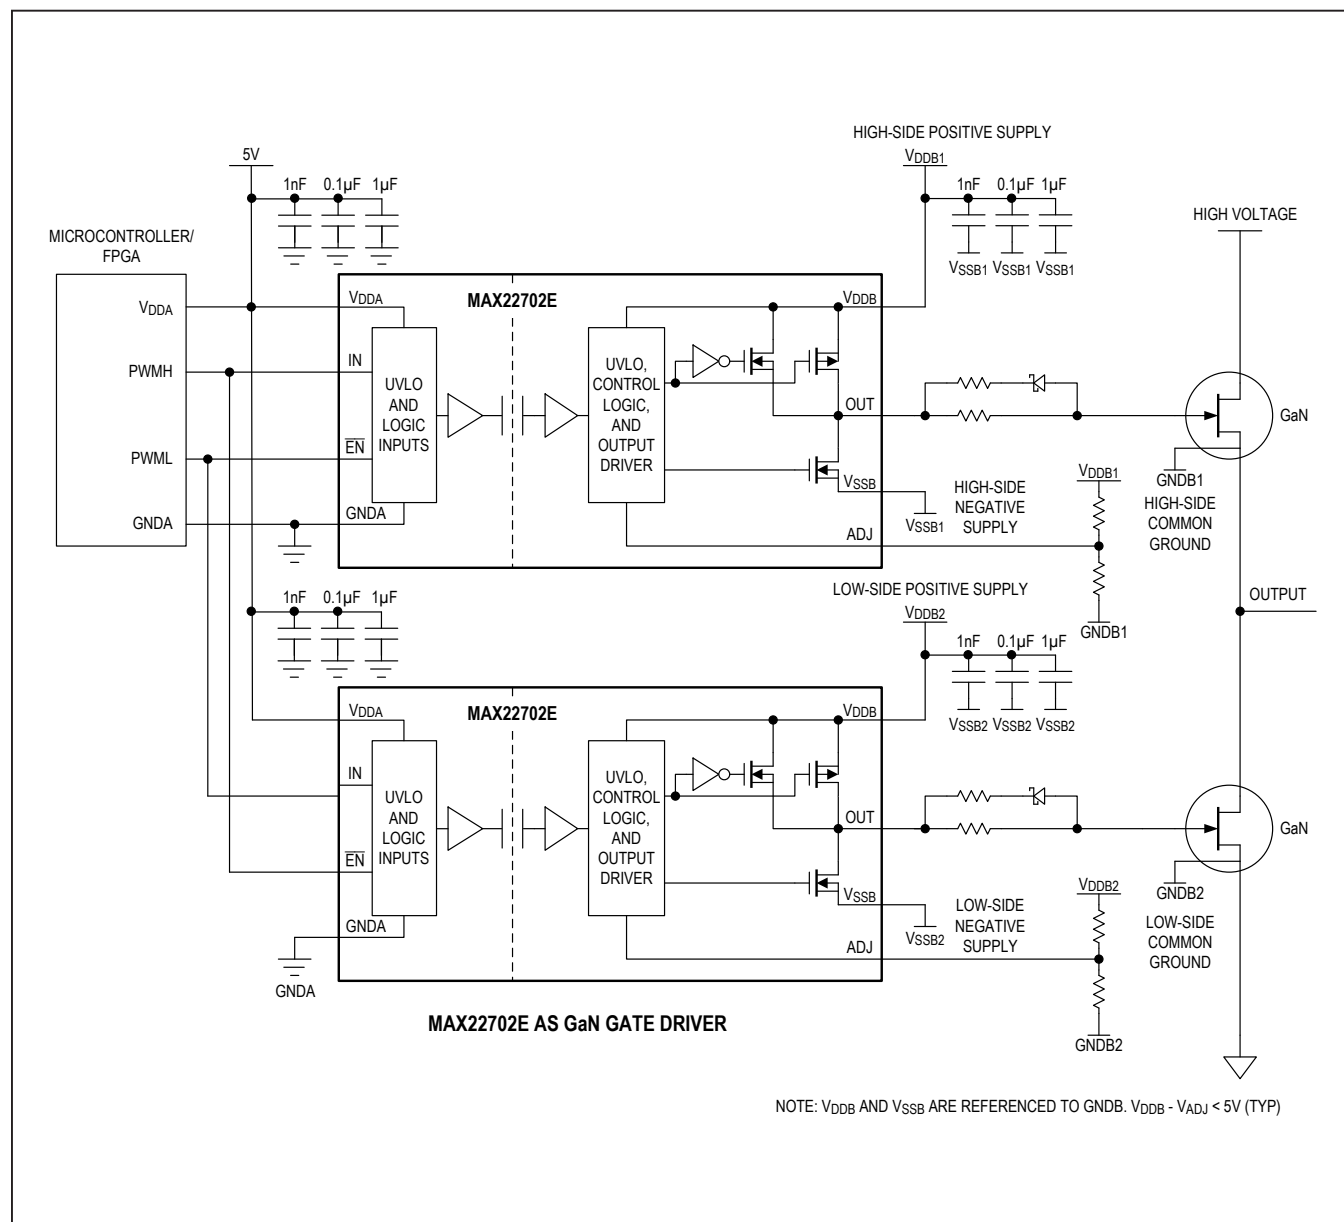 HIGH-SIDE POSITIVE SUPPLY
5V
VDDB1
1nF 0.1µF 1µF
1nF 0.1µF 1µF
HIGH VOLTAGE
MICROCONTROLLER/
FPGA
VSSB1 VSSB1 VSSB1
VDDA
PWMH
PWML
GNDA
MAX22702E
VDDA
IN
EN
GNDA
UVLO
AND
LOGIC
INPUTS
UVLO,
CONTROL
LOGIC,
AND
OUTPUT
DRIVER
VDDB
OUT
VSSB
ADJ
VSSB1
HIGH-SIDE
NEGATIVE
SUPPLY
VDDB1
GNDB1
GaN
GNDB1
HIGH-SIDE
COMMON
GROUND
OUTPUT
LOW-SIDE POSITIVE SUPPLY
VDDB2
1nF 0.1µF 1µF
1nF 0.1µF 1µF
VSSB2 VSSB2 VSSB2
MAX22702E
VDDA
IN
EN
GNDA
UVLO
AND
LOGIC
INPUTS
UVLO,
CONTROL
LOGIC,
AND
OUTPUT
DRIVER
VDDB
OUT
VSSB
ADJ
VSSB2
LOW-SIDE
NEGATIVE
SUPPLY
VDDB2
GNDB2
GaN
GNDB2
LOW-SIDE
COMMON
GROUND
GNDA
MAX22702E AS GaN GATE DRIVER
NOTE: VDDB AND VSSB ARE REFERENCED TO GNDB. VDDB - VADJ < 5V (TYP)